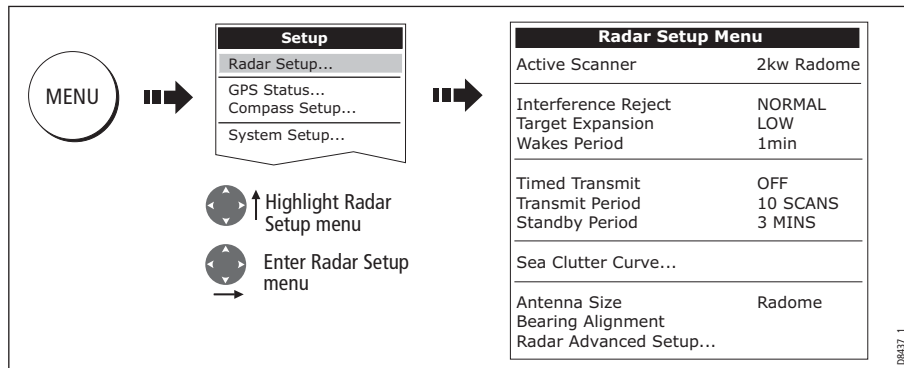 MENU
Setup
Radar Setup...
GPS Status...
Compass Setup...
System Setup...
Highlight Radar
Setup menu
Enter Radar Setup
menu
Radar Setup Menu
Active Scanner 2kw Radome
Interference Reject NORMAL
Target Expansion LOW
Wakes Period 1min
Timed Transmit OFF
Transmit Period 10 SCANS
Standby Period 3 MINS
Sea Clutter Curve...
Antenna Size Radome
Bearing Alignment
Radar Advanced Setup...
D8437_1